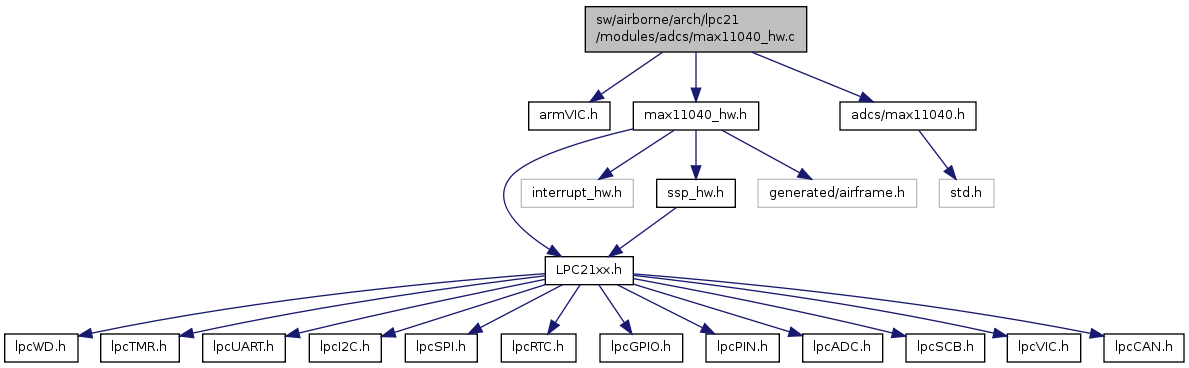 sw/airborne/arch/lpc21
/modules/adcs/max11040_hw.c
armVIC.h
max11040_hw.h
adcs/max11040.h
interrupt_hw.h
ssp_hw.h
generated/airframe.h
std.h
LPC21xx.h
lpcWD.h
lpcTMR.h
lpcUART.h
lpcI2C.h
lpcSPI.h
lpcRTC.h
lpcGPIO.h
lpcPIN.h
lpcADC.h
lpcSCB.h
lpcVIC.h
lpcCAN.h